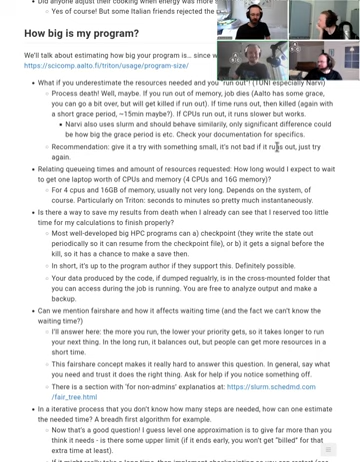 Did anyone adjust their cooking when energy was more
Yes of course! But some Italian friends rejected the
How big is my program?
We'll talk about estimating how big your program is... since w
https://scicomp.aalto.fi/triton/usage/program-size/
What if you underestimate the resources needed and you "run out"? (TUNI especially Narvi)
Process death! Well, maybe. If you run out of memory, job dies (Aalto has some grace,
you can go a bit over, but will get killed if run out). If time runs out, then killed (again with
a short grace period, ~15min maybe?). If CPUs run out, it runs slower but works.
Narvi also uses slurm and should behave similarly, only significant difference could
be how big the grace period is etc. Check your documentation for specifics.
Recommendation: give it a try with something small, it's not bad if it runs out, just try
again.
Relating queueing times and amount of resources requested: How long would I expect to
wait to get one laptop worth of CPUs and memory (4 CPUs and 16G memory)?
For 4 cpus and 16GB of memory, usually not very long. Depends on the system, of
course. Particularly on Triton: seconds to minutes so pretty much instantaneously.
Is there a way to save my results from death when I already can see that I reserved too little
time for my calculations to finish properly?
Most well-developed big HPC programs can a) checkpoint (they write the state out
periodically so it can resume from the checkpoint file), or b) it gets a signal before the
kill, so it has a chance to make a save then.
In short, it's up to the program author if they support this. Definitely possible.
Your data produced by the code, if dumped regualtly, is in the cross-mounted folder that
you can access during the job is running. You are free to analyze output and make a
backup.
Can we mention fairshare and how it affects waiting time (and the fact we can't know the
waiting time)?
I'll answer here: the more you run, the lower your priority gets, so it takes longer to run
your next thing. In the long run, it balances out, but people can get more resources in a
short time.
This fairshare concept makes it really hard to answer this question. In general, say what
you need and trust it does the right thing. Ask for help if you notice something off.
There is a section with 'for non-admins' explanatios at: https://slurm.schedmd.com
/fair_tree.html
In a iterative process that you don't know how many steps are needed, how can one estimate
the needed time? A breadth first algorithm for example.
Now that's a good question! I guess level one approximation is to give far more than you
think it needs - is there some upper limit (if it ends early, you won't get "billed" for that
extra time at least).